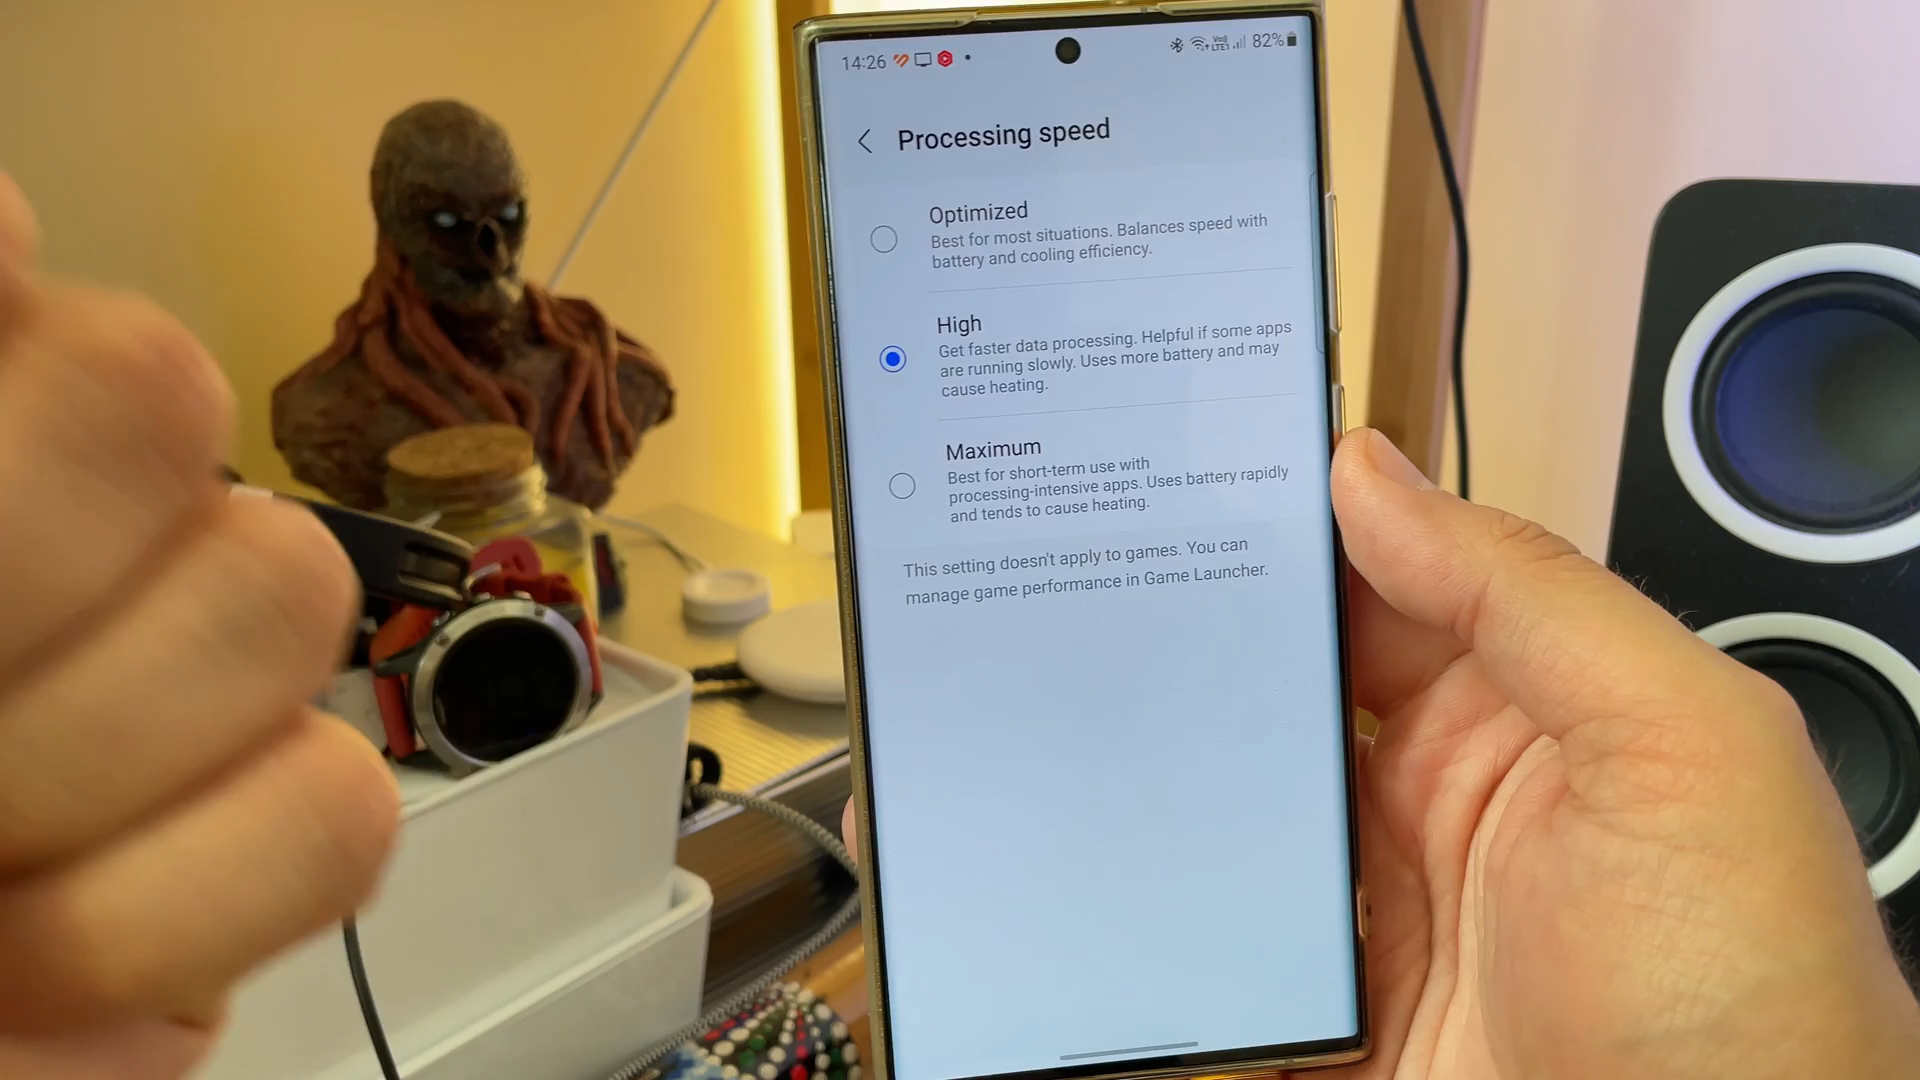 14:26
Vo)) LTE1 82%
Processing speed
Optimized
Best for most situations. Balances speed with
battery and cooling efficiency.
High
Get faster data processing. Helpful if some apps
are running slowly. Uses more battery and may
cause heating.
Maximum
Best for short-term use with
processing-intensive apps. Uses battery rapidly
and tends to cause heating.
This setting doesn't apply to games. You can
manage game performance in Game Launcher.